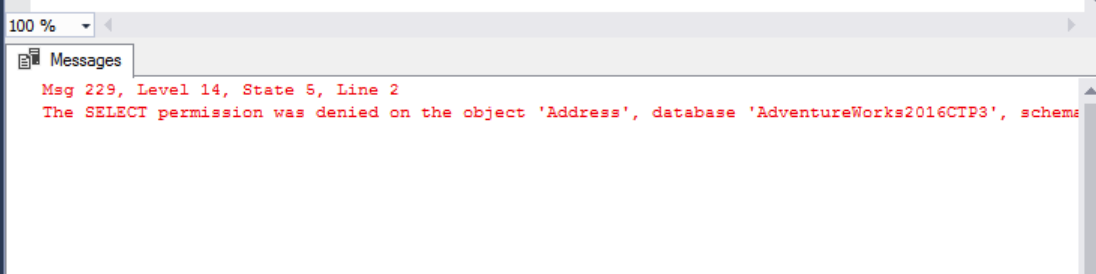 100 %
Messages
Msg 229, Level 14, State 5, Line 2
The SELECT permission was denied on the object 'Address', database 'AdventureWorks2016CTP3', schema